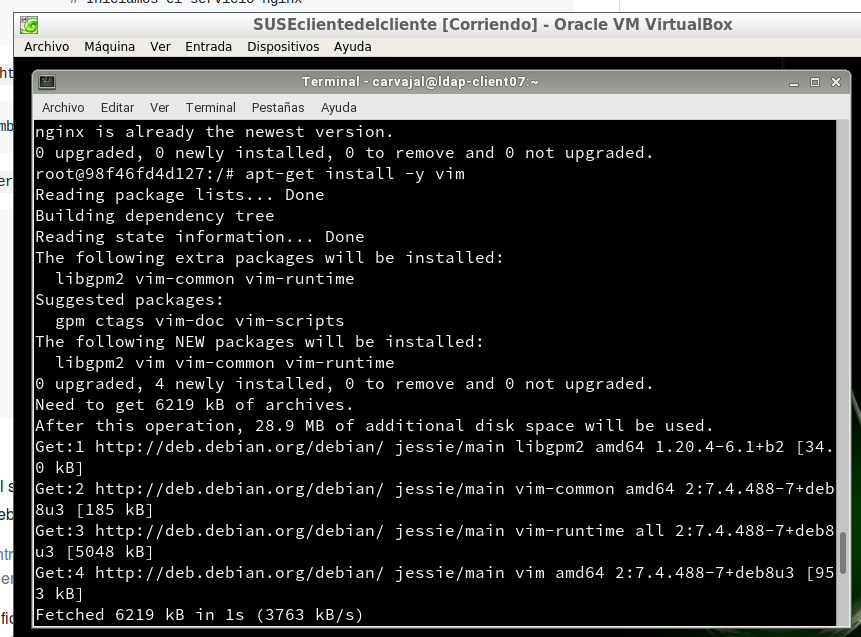 # Iniciamos el servicio nginx
SUSEclientedelcliente [Corriendo] - Oracle VM VirtualBox
Archivo Máquina Ver Entrada Dispositivos Ayuda
Terminal - carvajal@ldap-client07:~
Archivo Editar Ver Terminal Pestañas Ayuda
nginx is already the newest version.
0 upgraded, 0 newly installed, 0 to remove and 0 not upgraded.
root@98f46fd4d127:/# apt-get install -y vim
Reading package lists... Done
Building dependency tree
Reading state information... Done
The following extra packages will be installed:
libgpm2 vim-common vim-runtime
Suggested packages:
gpm ctags vim-doc vim-scripts
The following NEW packages will be installed:
libgpm2 vim vim-common vim-runtime
0 upgraded, 4 newly installed, 0 to remove and 0 not upgraded.
Need to get 6219 kB of archives.
After this operation, 28.9 MB of additional disk space will be used.
Get:1 http://deb.debian.org/debian/ jessie/main libgpm2 amd64 1.20.4-6.1+b2 [34.
0 kB]
Get:2 http://deb.debian.org/debian/ jessie/main vim-common amd64 2:7.4.488-7+deb
8u3 [185 kB]
Get:3 http://deb.debian.org/debian/ jessie/main vim-runtime all 2:7.4.488-7+deb8
u3 [5048 kB]
Get:4 http://deb.debian.org/debian/ jessie/main vim amd64 2:7.4.488-7+deb8u3 [95
3 kB]
Fetched 6219 kB in 1s (3763 kB/s)